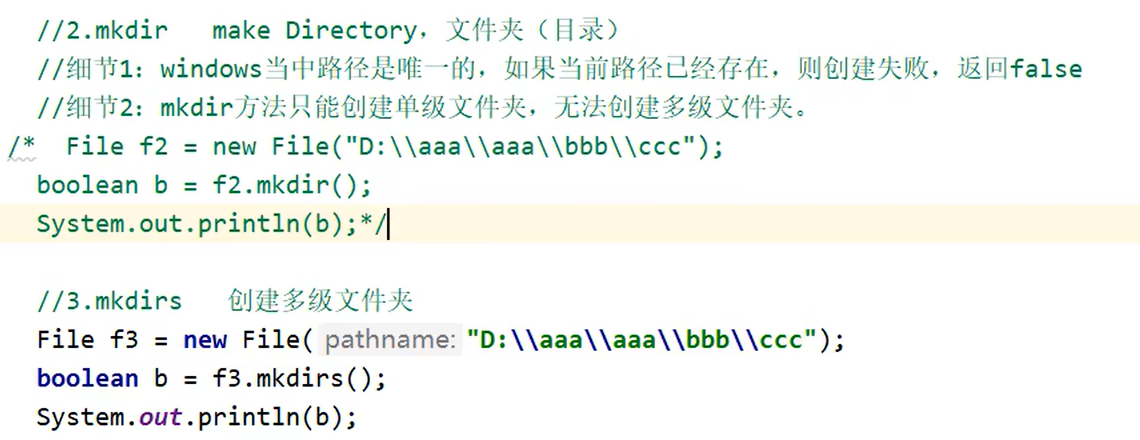 //2.mkdir   make Directory，文件夹（目录）
//细节1：windows当中路径是唯一的，如果当前路径已经存在，则创建失败，返回false
//细节2：mkdir方法只能创建单级文件夹，无法创建多级文件夹。
/*  File f2 = new File("D:\\aaa\\aaa\\bbb\\ccc");
boolean b = f2.mkdir();
System.out.println(b);*/
//3.mkdirs   创建多级文件夹
File f3 = new File( pathname: "D:\\aaa\\aaa\\bbb\\ccc");
boolean b = f3.mkdirs();
System.out.println(b);